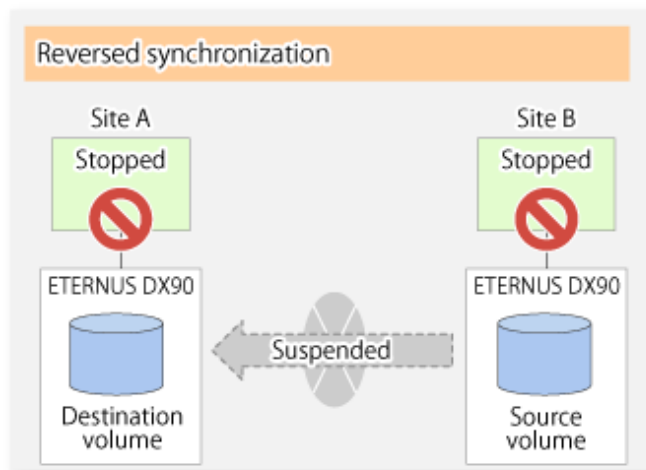 Reversed synchronization
Site A
Site B
Stopped
Stopped
ETERNUS DX90
ETERNUS DX90
Suspended
Destination
volume
Source
volume